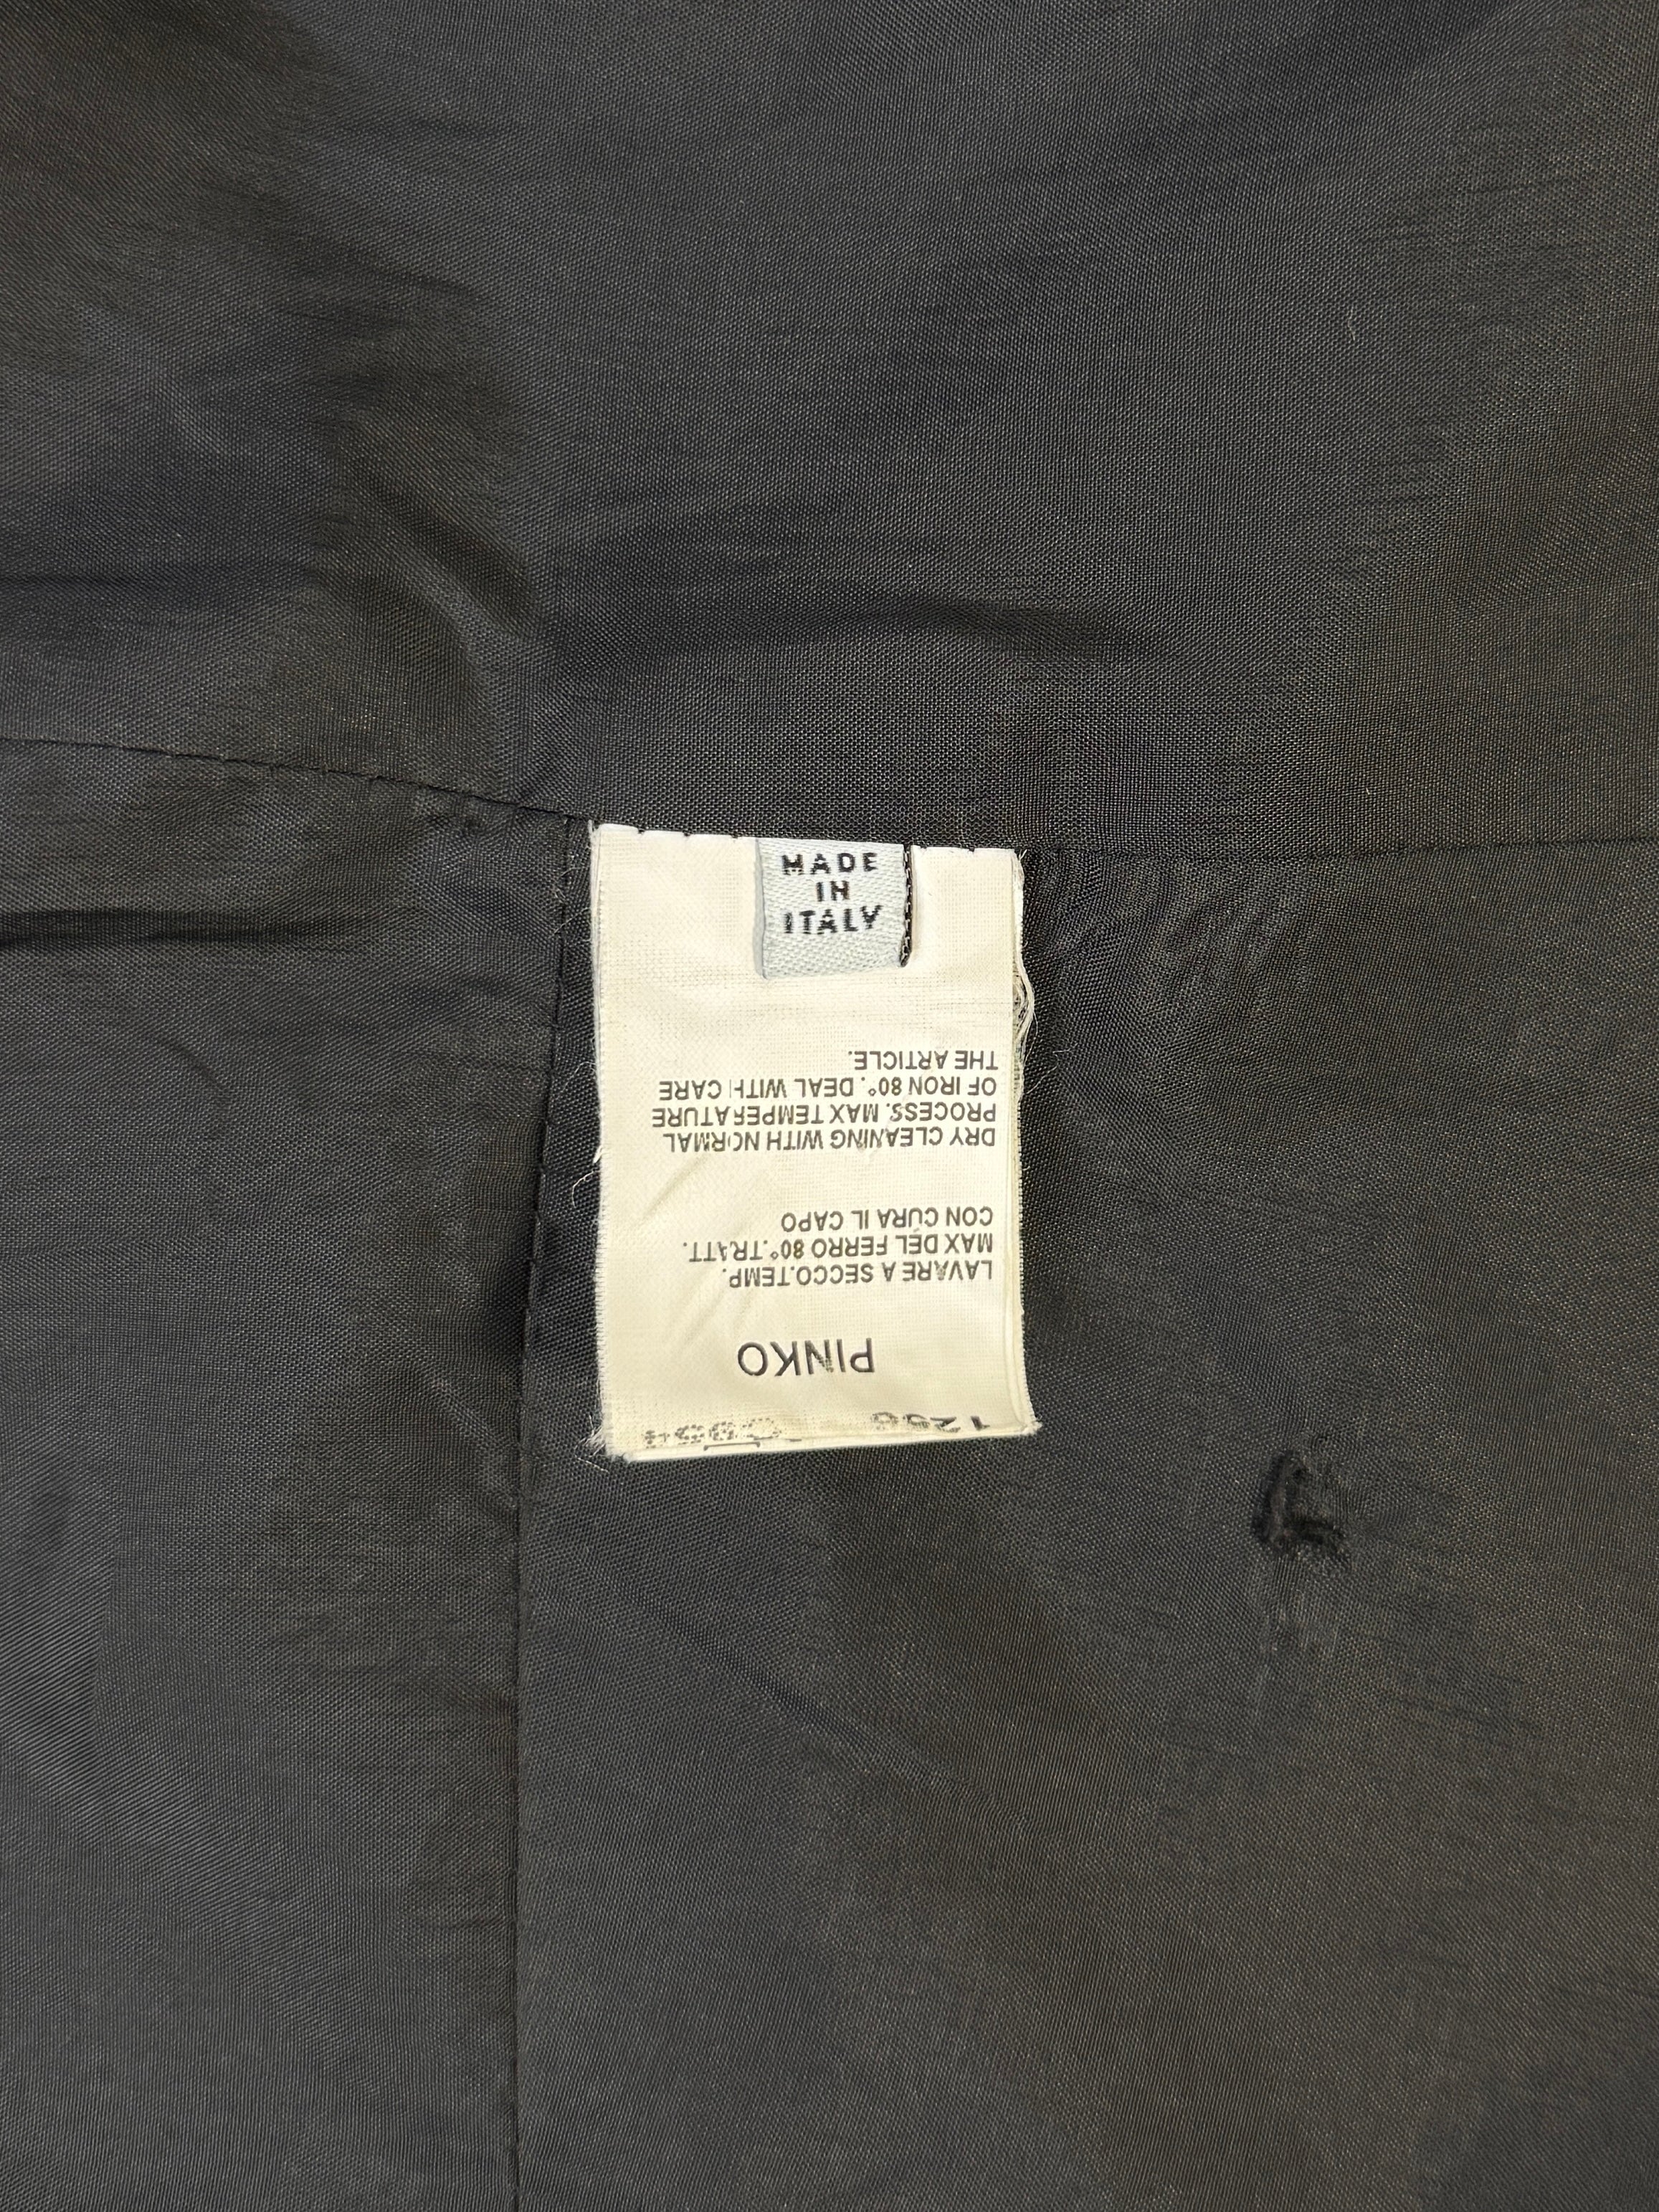 MADE
IN
ITALY
PINKO
LAVARE A SECCO.TEMP.
MAX DEL FERRO 80°.TRATT.
CON CURA IL CAPO
DRY CLEANING WITH NORMAL
PROCESS. MAX TEMPERATURE
OF IRON 80°. DEAL WITH CARE
THE ARTICLE.